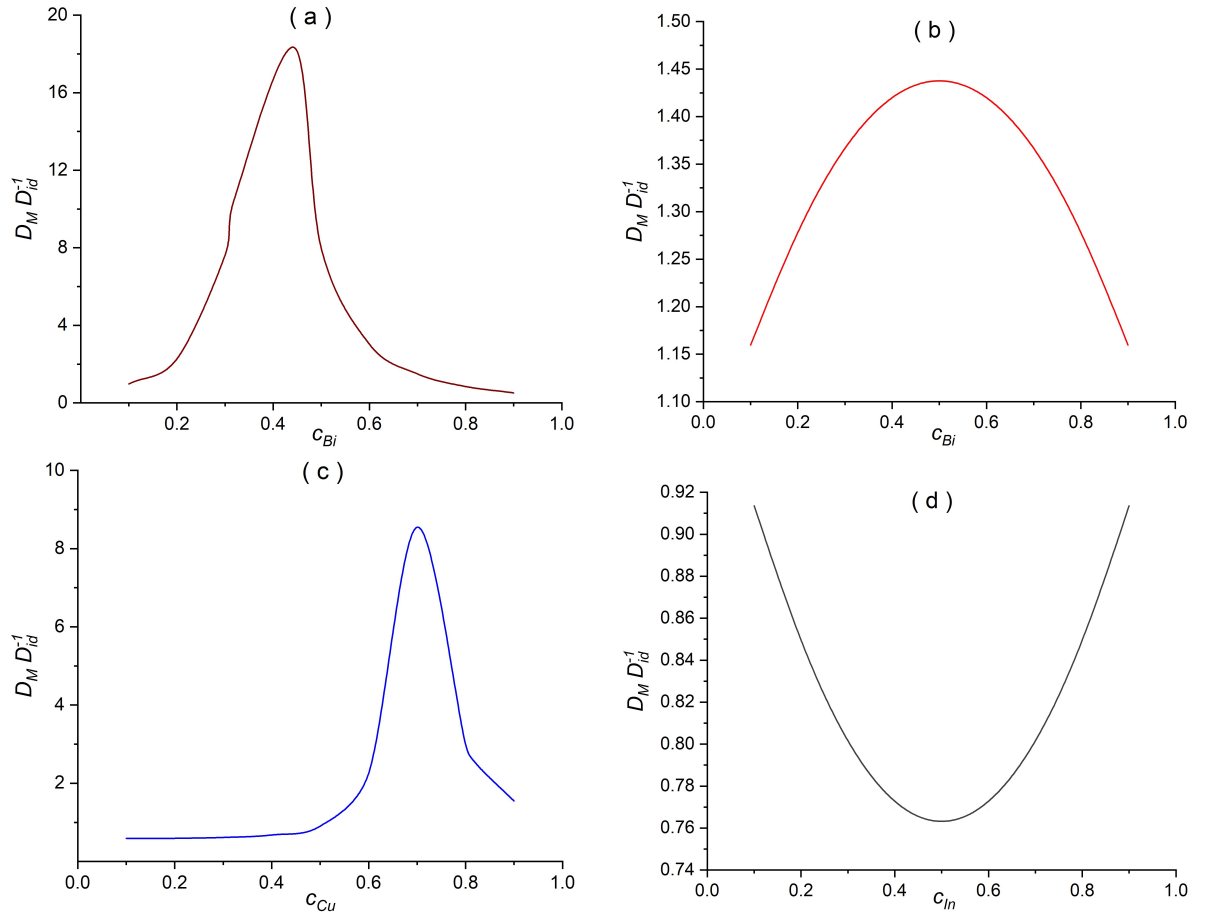 ( a )
20
16
12
8
4
0
D_M D_id^-1
0.2 0.4 0.6 0.8 1.0
c_Bi
( b )
1.50
1.45
1.40
1.35
1.30
1.25
1.20
1.15
1.10
D_M D_id^-1
0.0 0.2 0.4 0.6 0.8 1.0
c_Bi
( c )
10
8
6
4
2
D_M D_id^-1
0.0 0.2 0.4 0.6 0.8 1.0
c_Cu
( d )
0.92
0.90
0.88
0.86
0.84
0.82
0.80
0.78
0.76
0.74
D_M D_id^-1
0.0 0.2 0.4 0.6 0.8 1.0
c_In